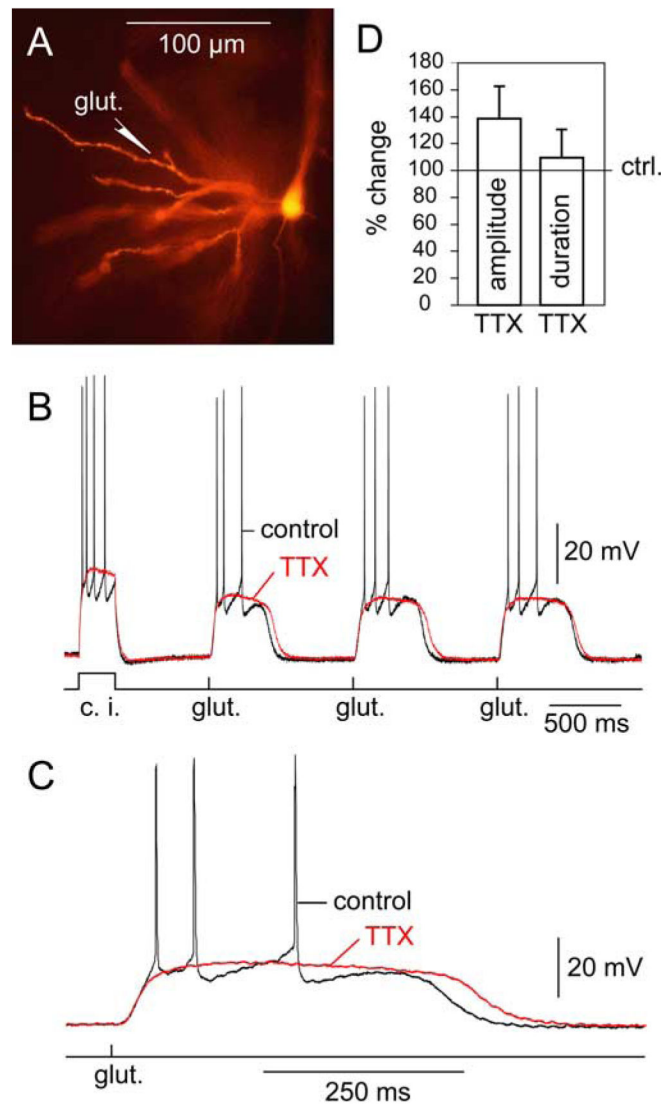 A
100 µm
glut.
D
% change
180
160
140
120
100
80
60
40
20
0
amplitude
duration
ctrl.
TTX TTX
B
control
TTX
20 mV
c. i. glut. glut. glut.
500 ms
C
control
TTX
20 mV
glut.
250 ms